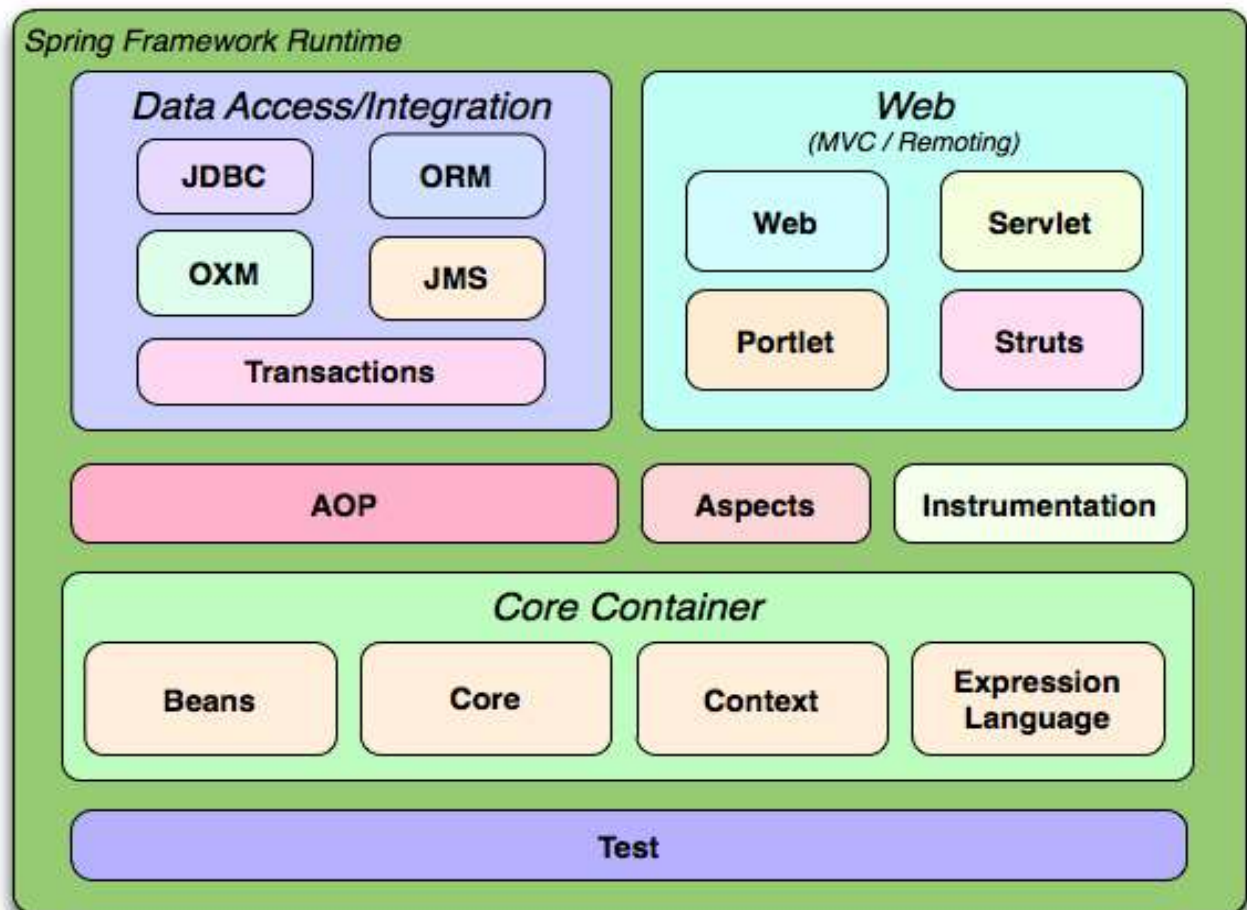 Spring Framework Runtime
Data Access/Integration
JDBC
ORM
OXM
JMS
Transactions
Web
(MVC / Remoting)
Web
Servlet
Portlet
Struts
AOP
Aspects
Instrumentation
Core Container
Beans
Core
Context
Expression
Language
Test